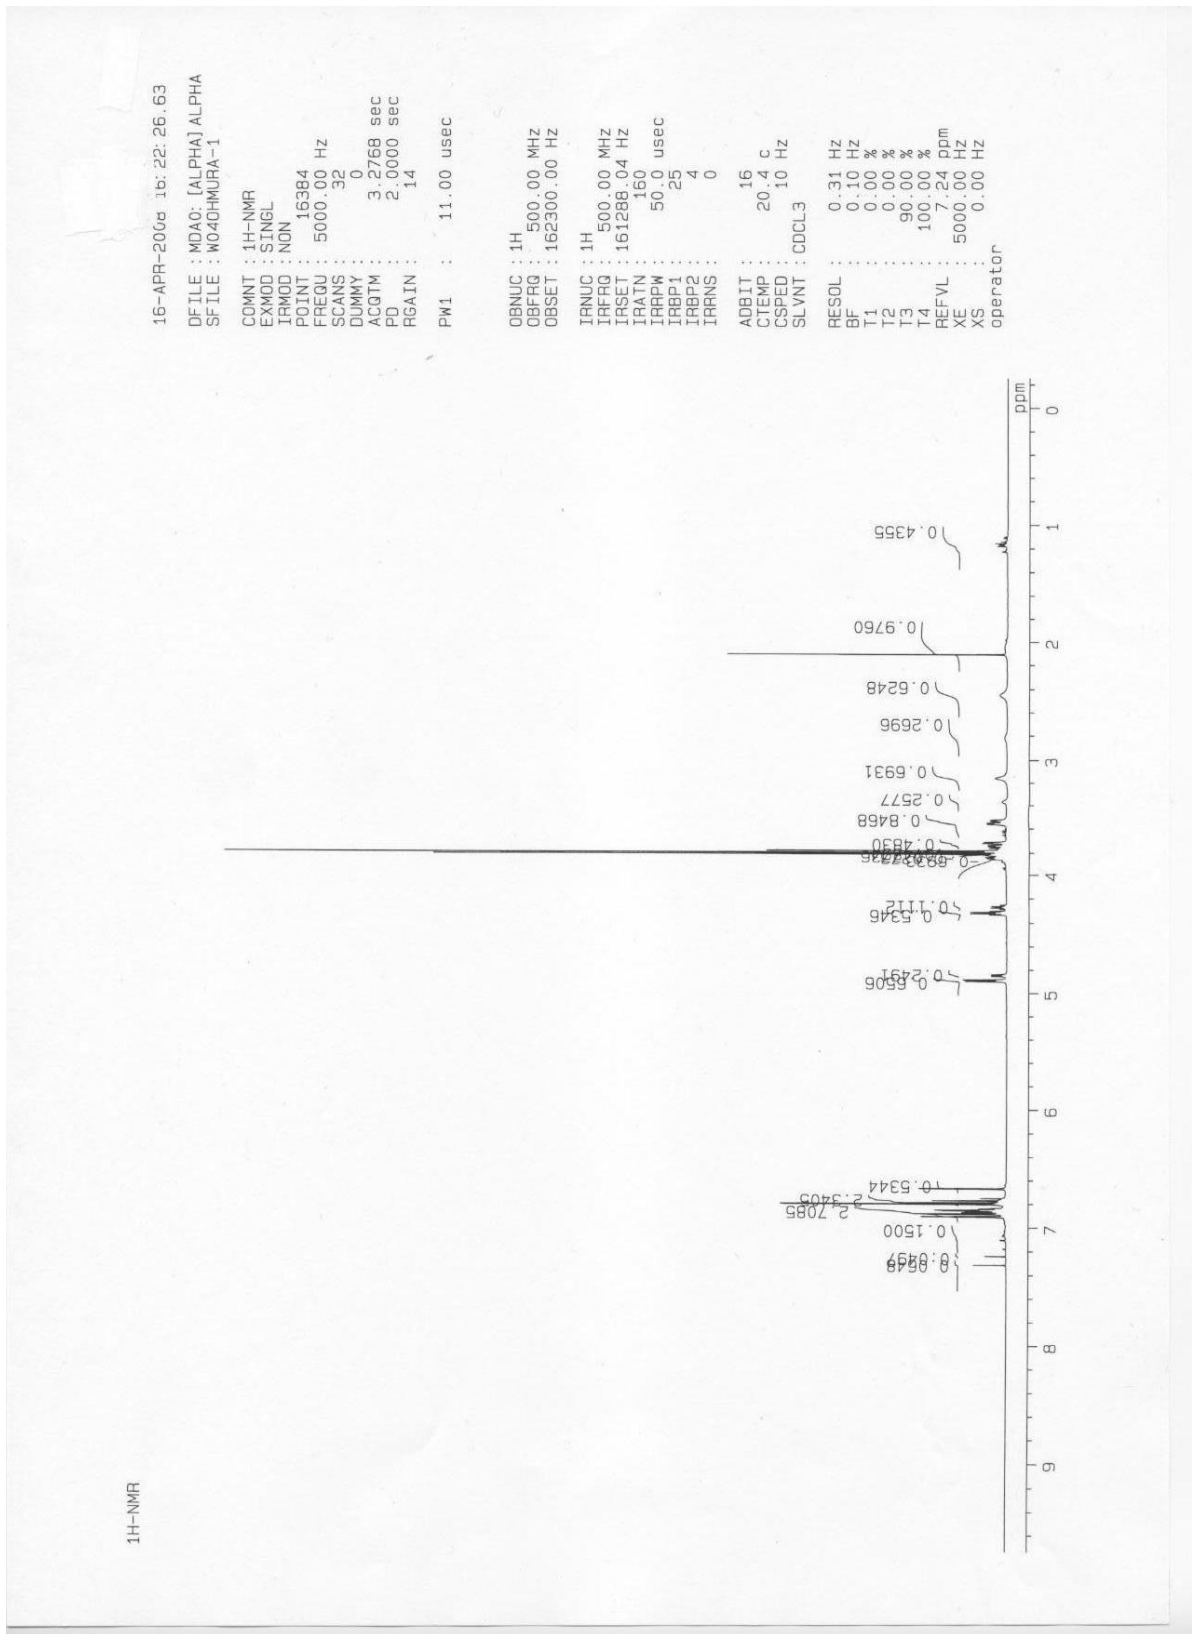 1H-NMR
16-APR-200
22:26.63
DFILE : MDAO: [ALPHA] ALPHA
SFILE : W04OHMURA-1
COMNT : 1H-NMR
EXMOD : SINGL
IRMOD : NON
POINT : 16384
FREQU : 5000.00 Hz
SCANS : 32
DUMMY : 0
ACQTM : 3.2768 sec
PD : 2.0000 sec
RGAIN : 14
PW1 : 11.00 usec
OBNUC : 1H
OBFRQ : 500.00 MHz
OBSET : 162300.00 Hz
IRNUC : 1H
IRFRQ : 500.00 MHz
IRSET : 161288.04 Hz
IRATN : 160
IRRPW : 50.0 usec
IRBP1 : 25
IRBP2 : 4
IRRNS : 0
ADBIT : 16
CTEMP : 20.4 c
CSPED : 10 Hz
SLVNT : CDCL3
RESOL : 0.31 Hz
BF : 0.10 Hz
T1 : 0.00 %
T2 : 0.00 %
T3 : 90.00 %
T4 : 100.00 %
REFVL : 7.24 ppm
XE : 5000.00 Hz
XS : 0.00 Hz
operator
0.0548
0.0497
0.1500
2.7085
2.3405
0.5344
0.6506
0.2491
0.5346
0.1112
0.4830
0.8468
0.2577
0.6931
0.2696
0.6248
0.9760
0.4355
9 8 7 6 5 4 3 2 1 0
ppm